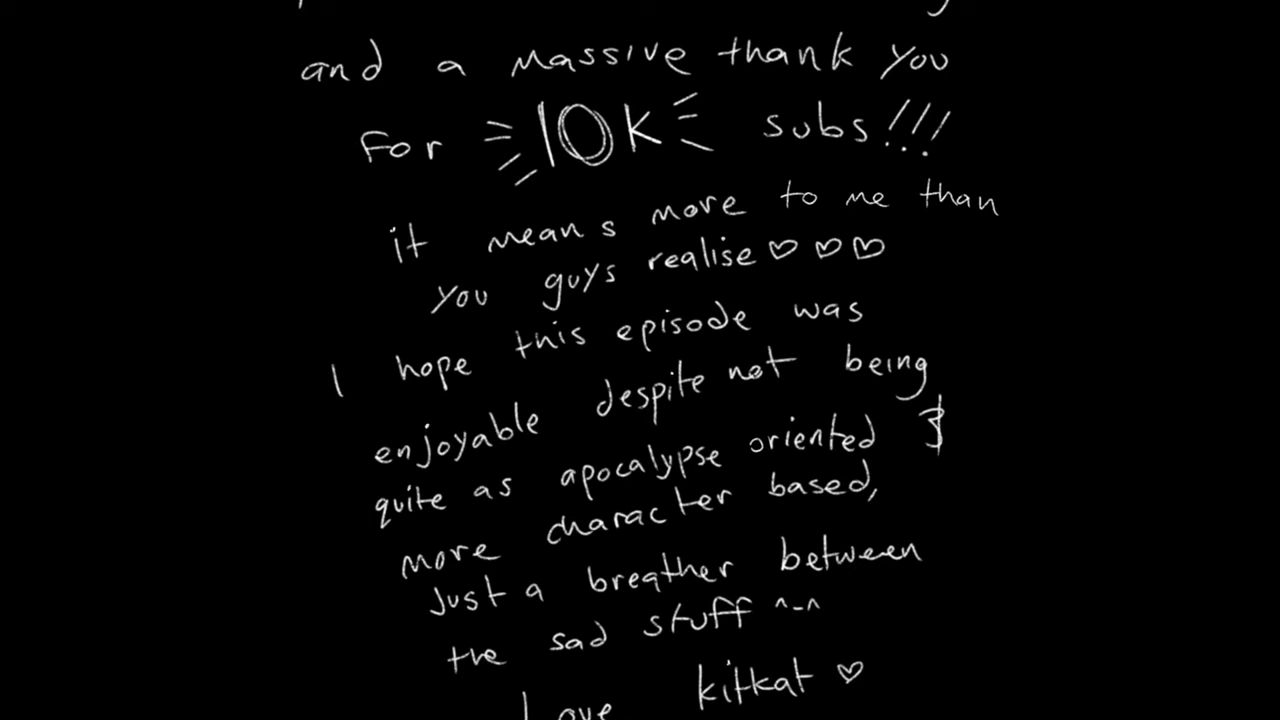 and a massive thank you
for 10K subs!!!
it means more to me than
you guys realise ♡ ♡ ♡
I hope this episode was
enjoyable despite not being
quite as apocalypse oriented &
more character based,
Just a breather between
the sad stuff ^-^
Love kitkat ♡